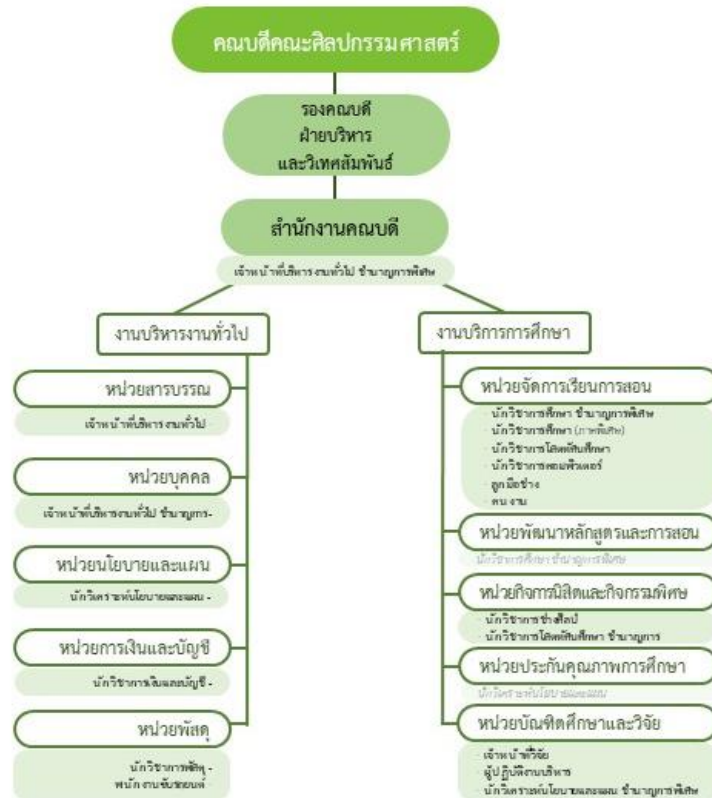 คณบดีคณะศิลปกรรมศาสตร์
รองคณบดี
ฝ่ายบริหาร
และวิเทศสัมพันธ์
สำนักงานคณบดี
เจ้าหน้าที่บริหารงานทั่วไป ชำนาญการพิเศษ
งานบริหารงานทั่วไป
หน่วยสารบรรณ
เจ้าหน้าที่บริหารงานทั่วไป
หน่วยบุคคล
เจ้าหน้าที่บริหารงานทั่วไป ชำนาญการ-
หน่วยนโยบายและแผน
นักวิเคราะห์นโยบายและแผน -
หน่วยการเงินและบัญชี
นักวิชาการเงินและบัญชี -
หน่วยพัสดุ
นักวิชาการพัสดุ -
พนักงานขับรถยนต์ -
งานบริการการศึกษา
หน่วยจัดการเรียนการสอน
- นักวิชาการศึกษา ชำนาญการพิเศษ
- นักวิชาการศึกษา (ภาคพิเศษ)
- นักวิชาการโสตทัศนศึกษา
- นักวิชาการคอมพิวเตอร์
- ลูกมือช่าง
- คนงาน
หน่วยพัฒนาหลักสูตรและการสอน
นักวิชาการศึกษา ชำนาญการพิเศษ
หน่วยกิจการนิสิตและกิจกรรมพิศษ
- นักวิชาการช่างศิลป์
- นักวิชาการโสตทัศนศึกษา ชำนาญการ
หน่วยประกันคุณภาพการศึกษา
นักวิเคราะห์นโยบายและแผน
หน่วยบัณฑิตศึกษาและวิจัย
- เจ้าหน้าที่วิจัย
- ผู้ปฏิบัติงานบริหาร
- นักวิเคราะห์นโยบายและแผน ชำนาญการพิเศษ